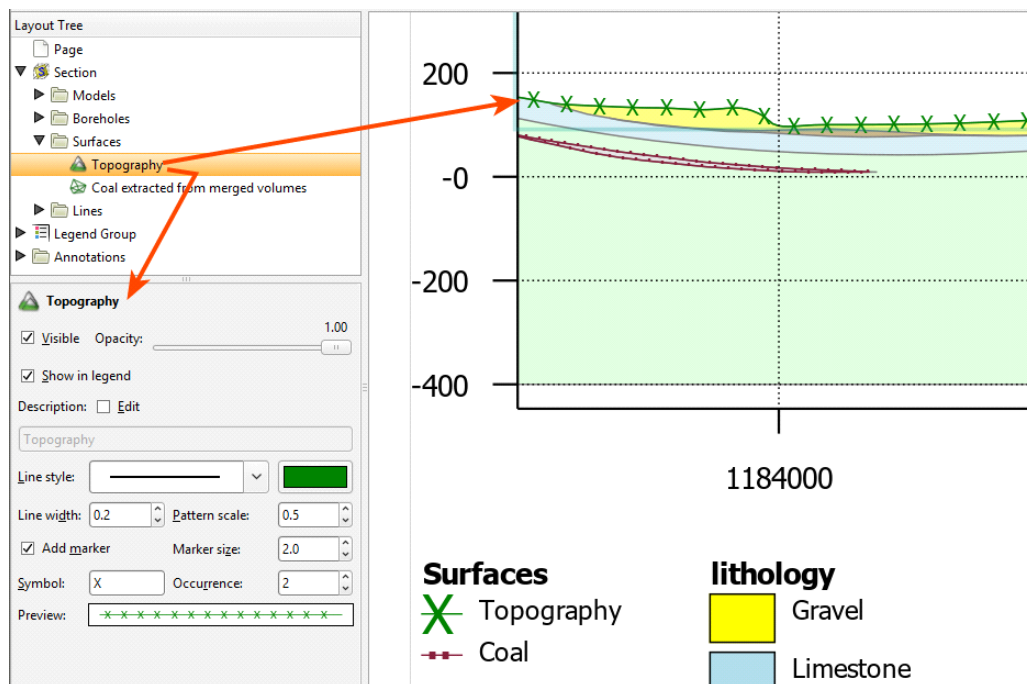 Layout Tree
Page
Section
Models
Boreholes
Surfaces
Topography
Coal extracted from merged volumes
Lines
Legend Group
Annotations
Topography
Visible Opacity: 1.00
Show in legend
Description: Edit
Topography
Line style:
Line width: 0.2 Pattern scale: 0.5
Add marker Marker size: 2.0
Symbol: X Occurrence: 2
Preview:
200
-0
-200
-400
1184000
Surfaces
Topography
Coal
lithology
Gravel
Limestone